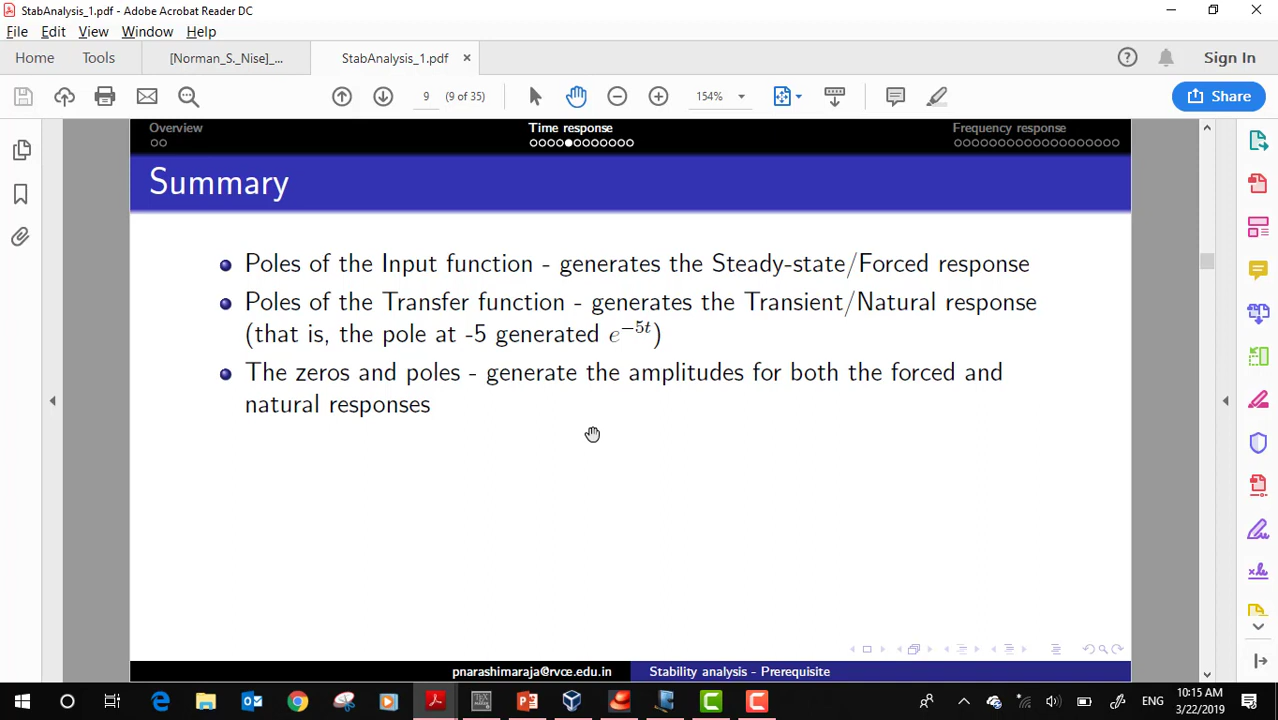 StabAnalysis_1.pdf - Adobe Acrobat Reader DC
File Edit View Window Help
Home Tools [Norman_S._Nise]_... StabAnalysis_1.pdf × Sign In
9 (9 of 35) 154% Share
Overview Time response Frequency response
Summary
Poles of the Input function - generates the Steady-state/Forced response
Poles of the Transfer function - generates the Transient/Natural response
(that is, the pole at -5 generated e^{-5t})
The zeros and poles - generate the amplitudes for both the forced and
natural responses
pnarashimaraja@rvce.edu.in Stability analysis - Prerequisite
ENG 10:15 AM
3/22/2019